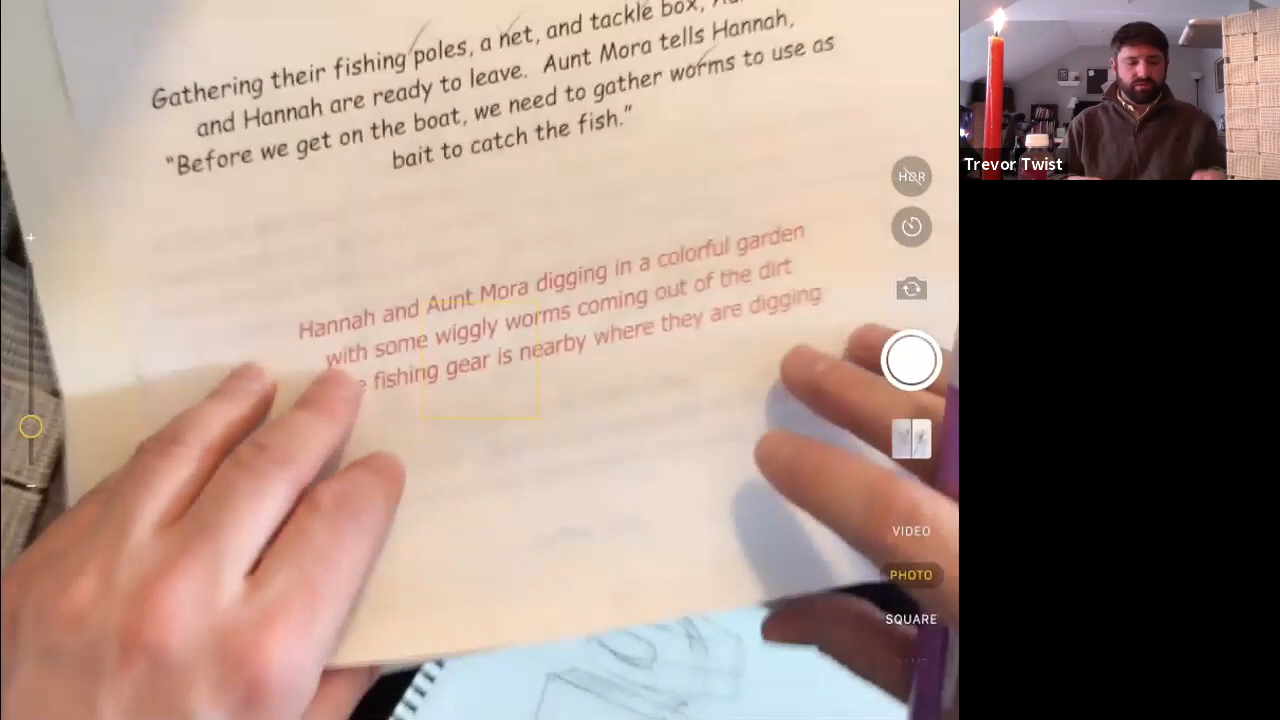 Gathering their fishing poles, a net, and tackle box,
and Hannah are ready to leave. Aunt Mora tells Hannah,
"Before we get on the boat, we need to gather worms to use as
bait to catch the fish."
Hannah and Aunt Mora digging in a colorful garden
with some wiggly worms coming out of the dirt
fishing gear is nearby where they are digging
HDR
VIDEO
PHOTO
SQUARE
Trevor Twist